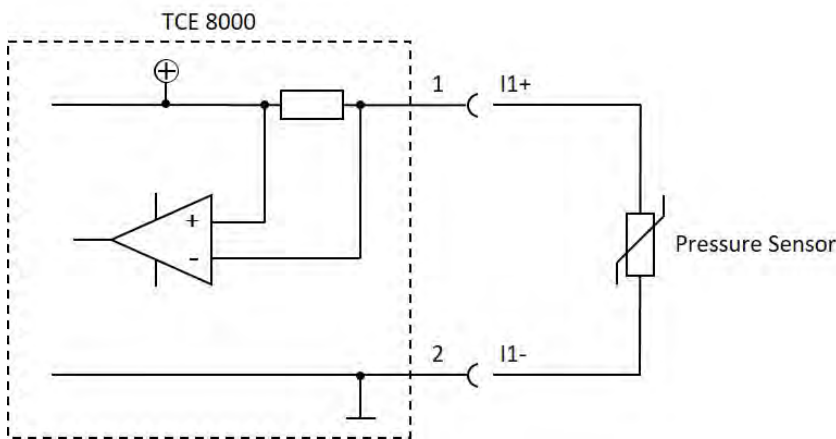 TCE 8000
1 I1+
+
-
Pressure Sensor
2 I1-